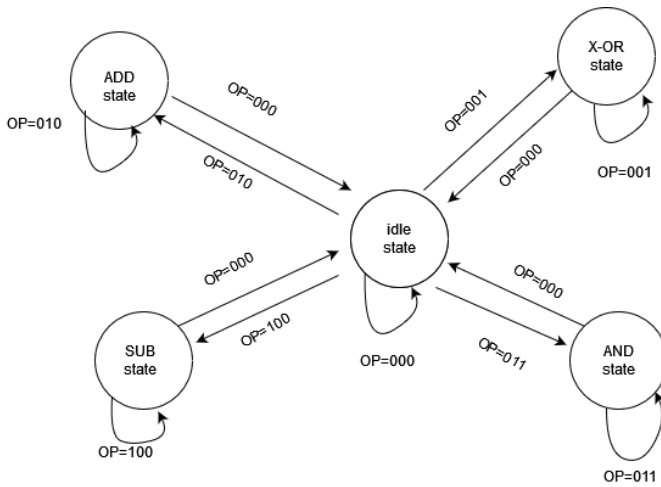 ADD
state
OP=010
OP=000
OP=010
X-OR
state
OP=001
OP=000
OP=001
idle
state
OP=000
OP=000
OP=100
SUB
state
OP=100
OP=000
OP=011
AND
state
OP=011